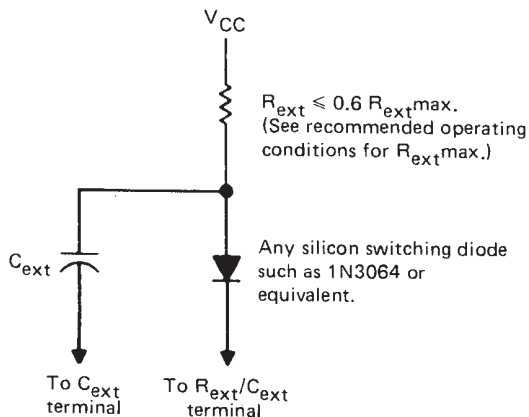 VCC
Rext ⩽ 0.6 Rextmax.
(See recommended operating
conditions for Rextmax.)
Cext
Any silicon switching diode
such as 1N3064 or
equivalent.
To Cext
terminal
To Rext/Cext
terminal